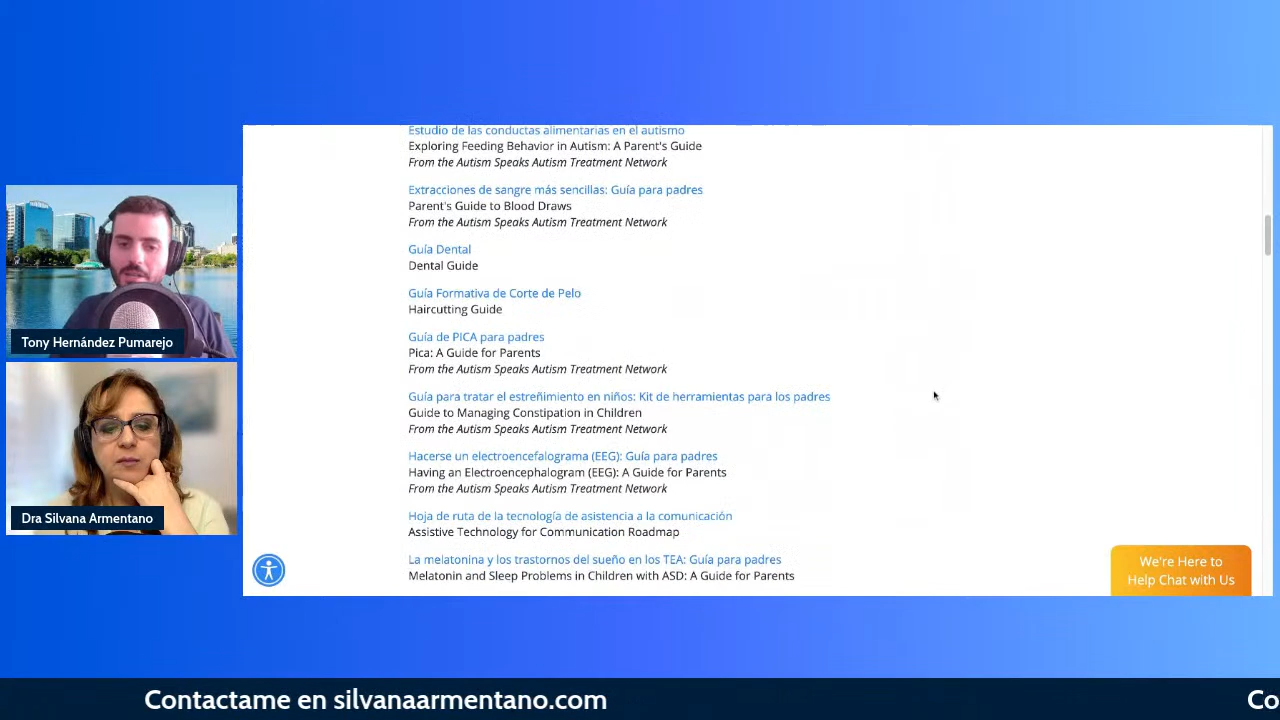 Estudio de las conductas alimentarias en el autismo
Exploring Feeding Behavior in Autism: A Parent's Guide
From the Autism Speaks Autism Treatment Network
Extracciones de sangre más sencillas: Guía para padres
Parent's Guide to Blood Draws
From the Autism Speaks Autism Treatment Network
Guía Dental
Dental Guide
Guía Formativa de Corte de Pelo
Haircutting Guide
Guía de PICA para padres
Pica: A Guide for Parents
From the Autism Speaks Autism Treatment Network
Guía para tratar el estreñimiento en niños: Kit de herramientas para los padres
Guide to Managing Constipation in Children
From the Autism Speaks Autism Treatment Network
Hacerse un electroencefalograma (EEG): Guía para padres
Having an Electroencephalogram (EEG): A Guide for Parents
From the Autism Speaks Autism Treatment Network
Hoja de ruta de la tecnología de asistencia a la comunicación
Assistive Technology for Communication Roadmap
La melatonina y los trastornos del sueño en los TEA: Guía para padres
Melatonin and Sleep Problems in Children with ASD: A Guide for Parents
We're Here to
Help Chat with Us
Tony Hernández Pumarejo
Dra Silvana Armentano
Contactame en silvanaarmentano.com
Co